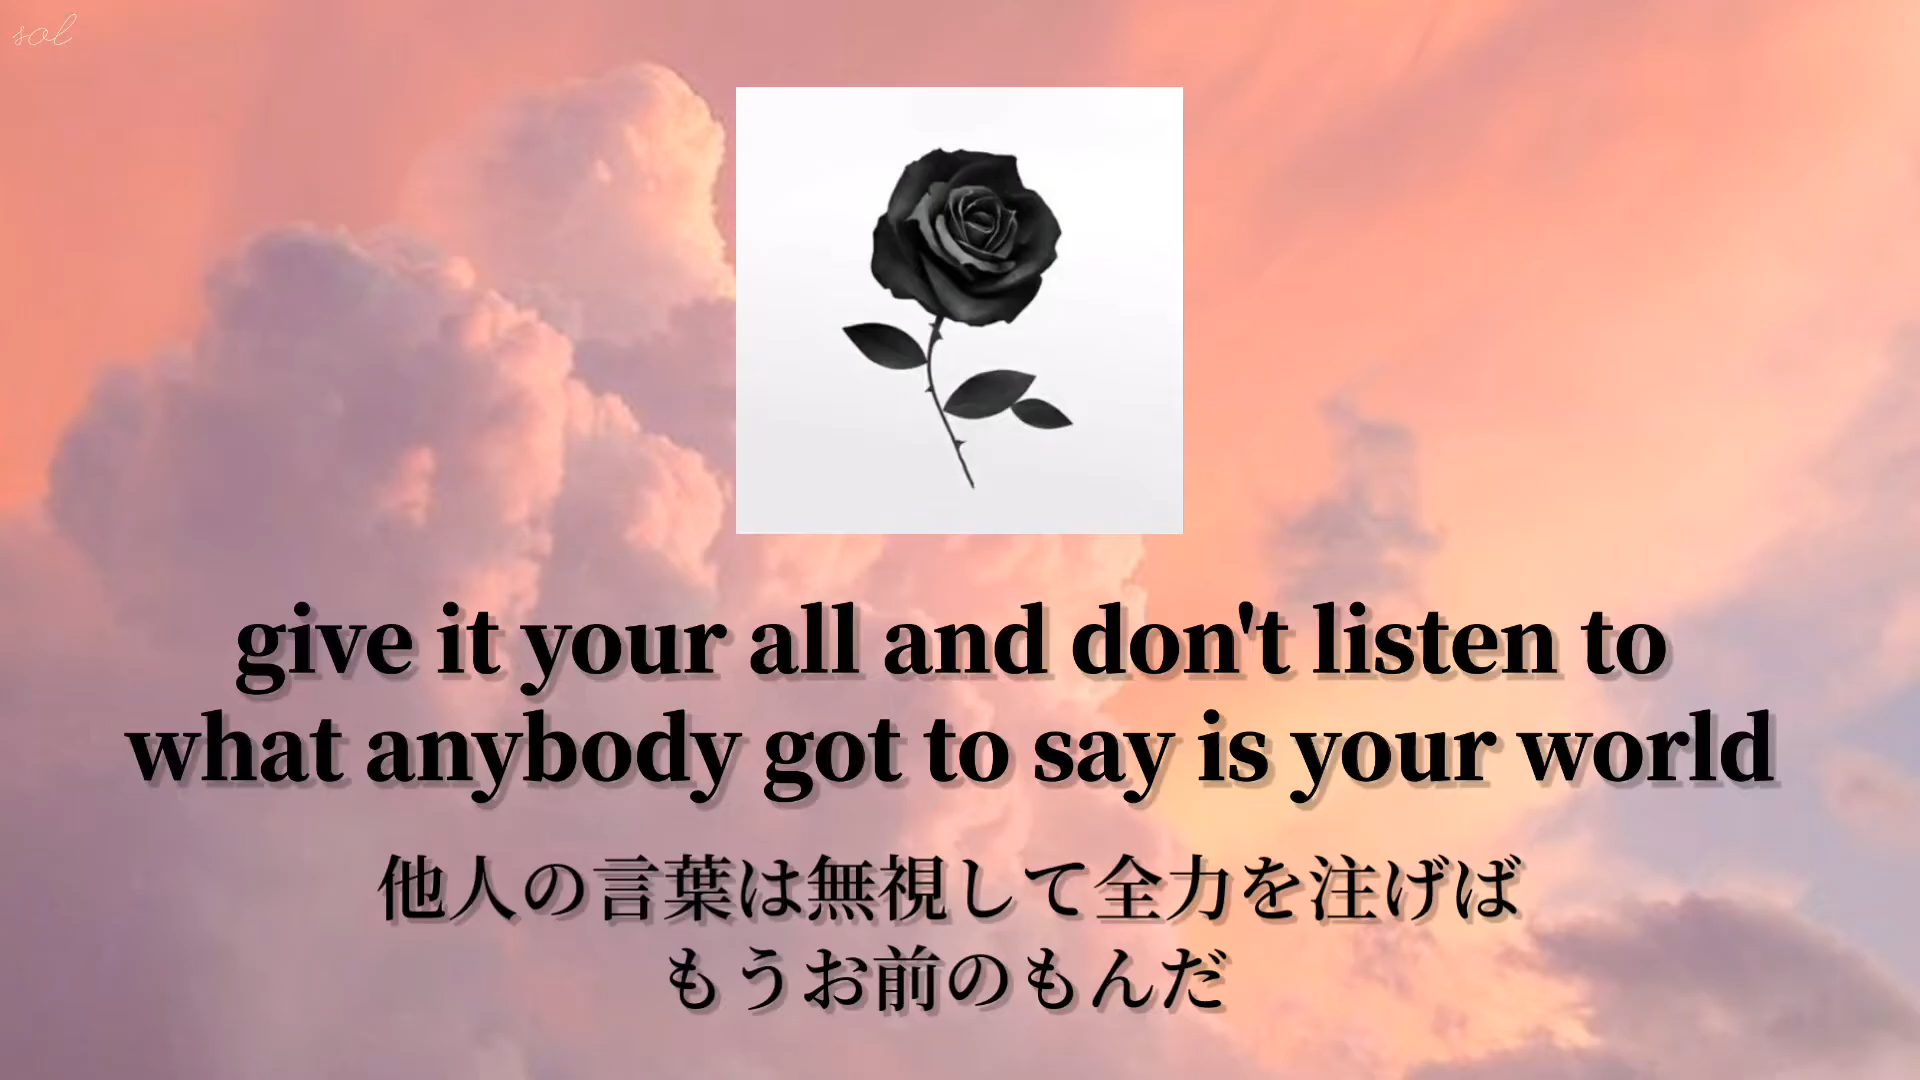 sol
give it your all and don't listen to
what anybody got to say is your world
他人の言葉は無視して全力を注げば
もうお前のもんだ